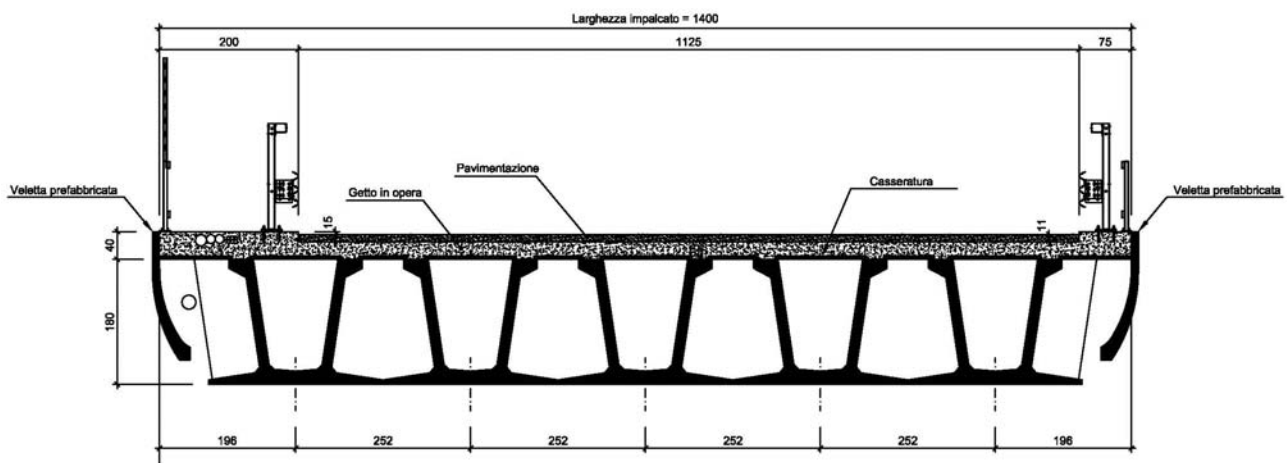 Larghezza impalcato = 1400
200
1125
75
Pavimentazione
Veletta prefabbricata
Getto in opera
Casseratura
Veletta prefabbricata
15
11
40
180
196
252
252
252
252
196